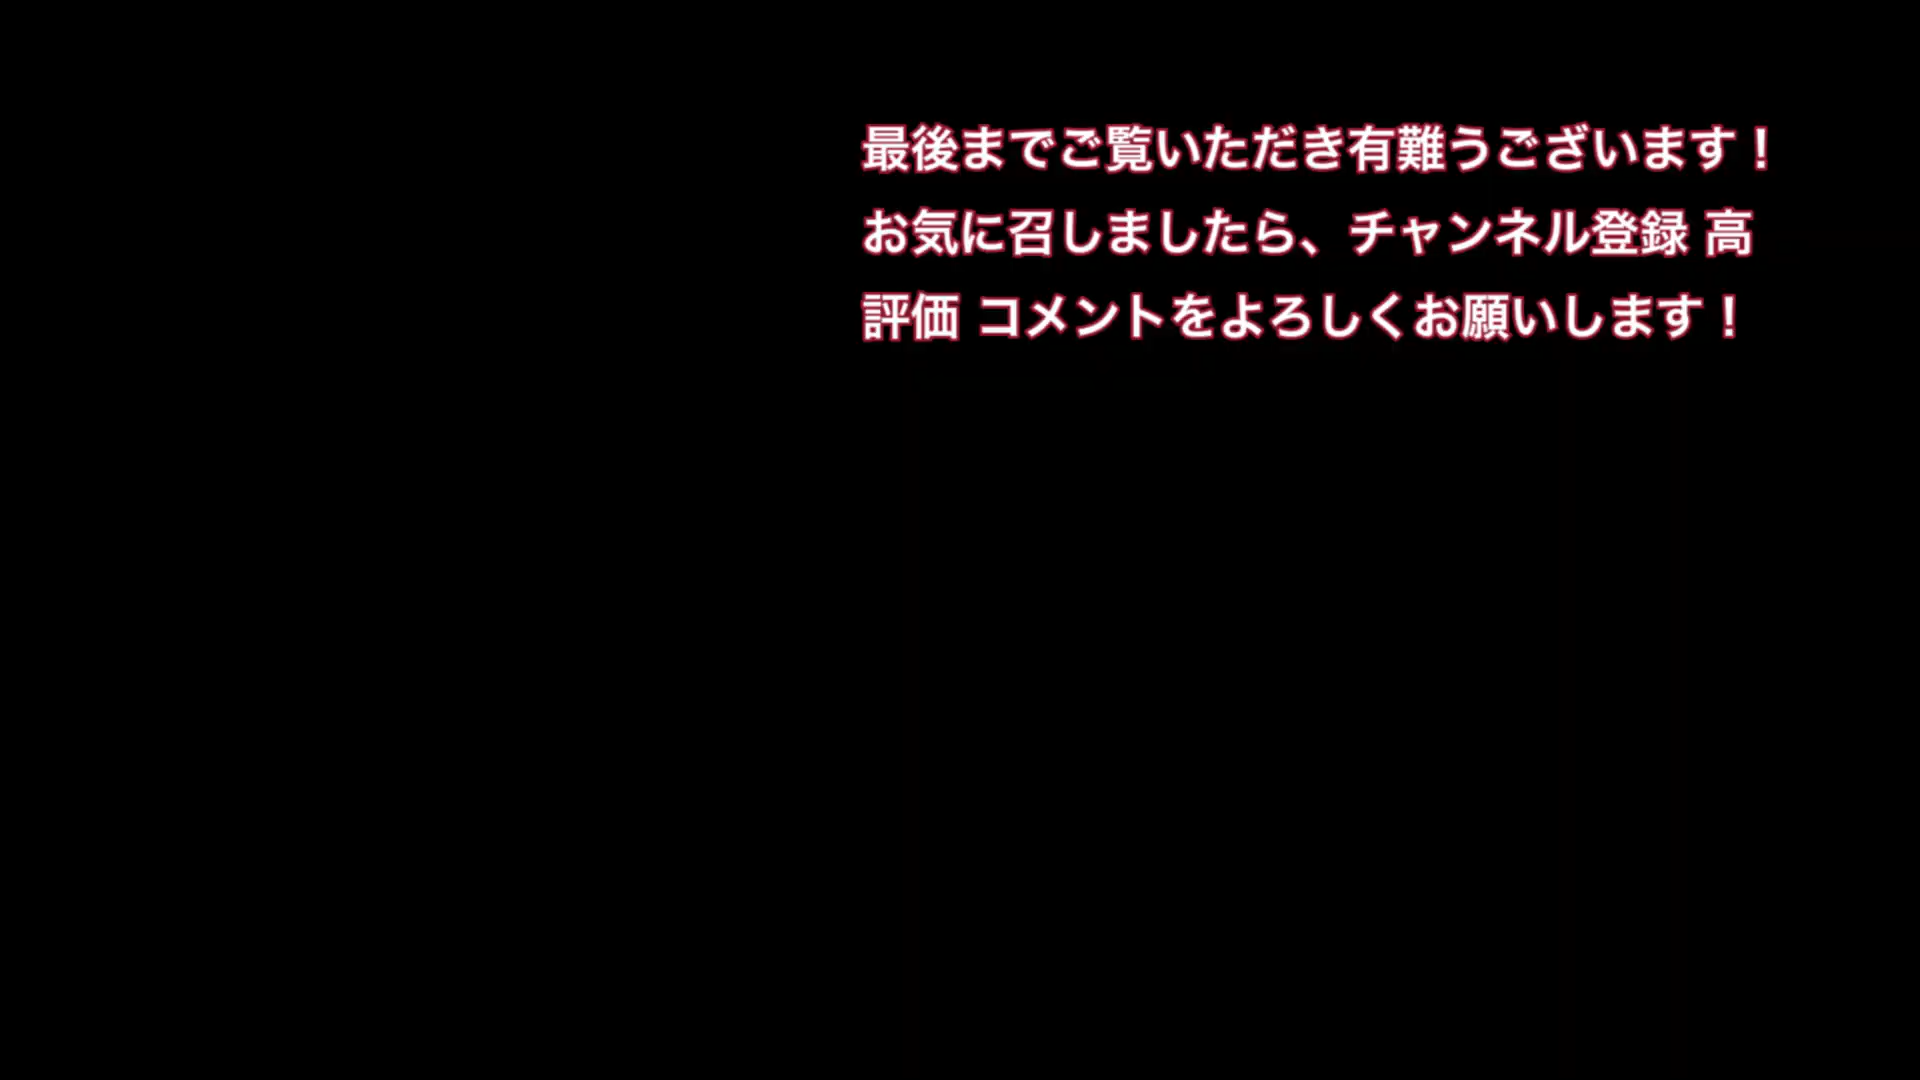 最後までご覧いただき有難うございます！
お気に召しましたら、チャンネル登録 高
評価 コメントをよろしくお願いします！